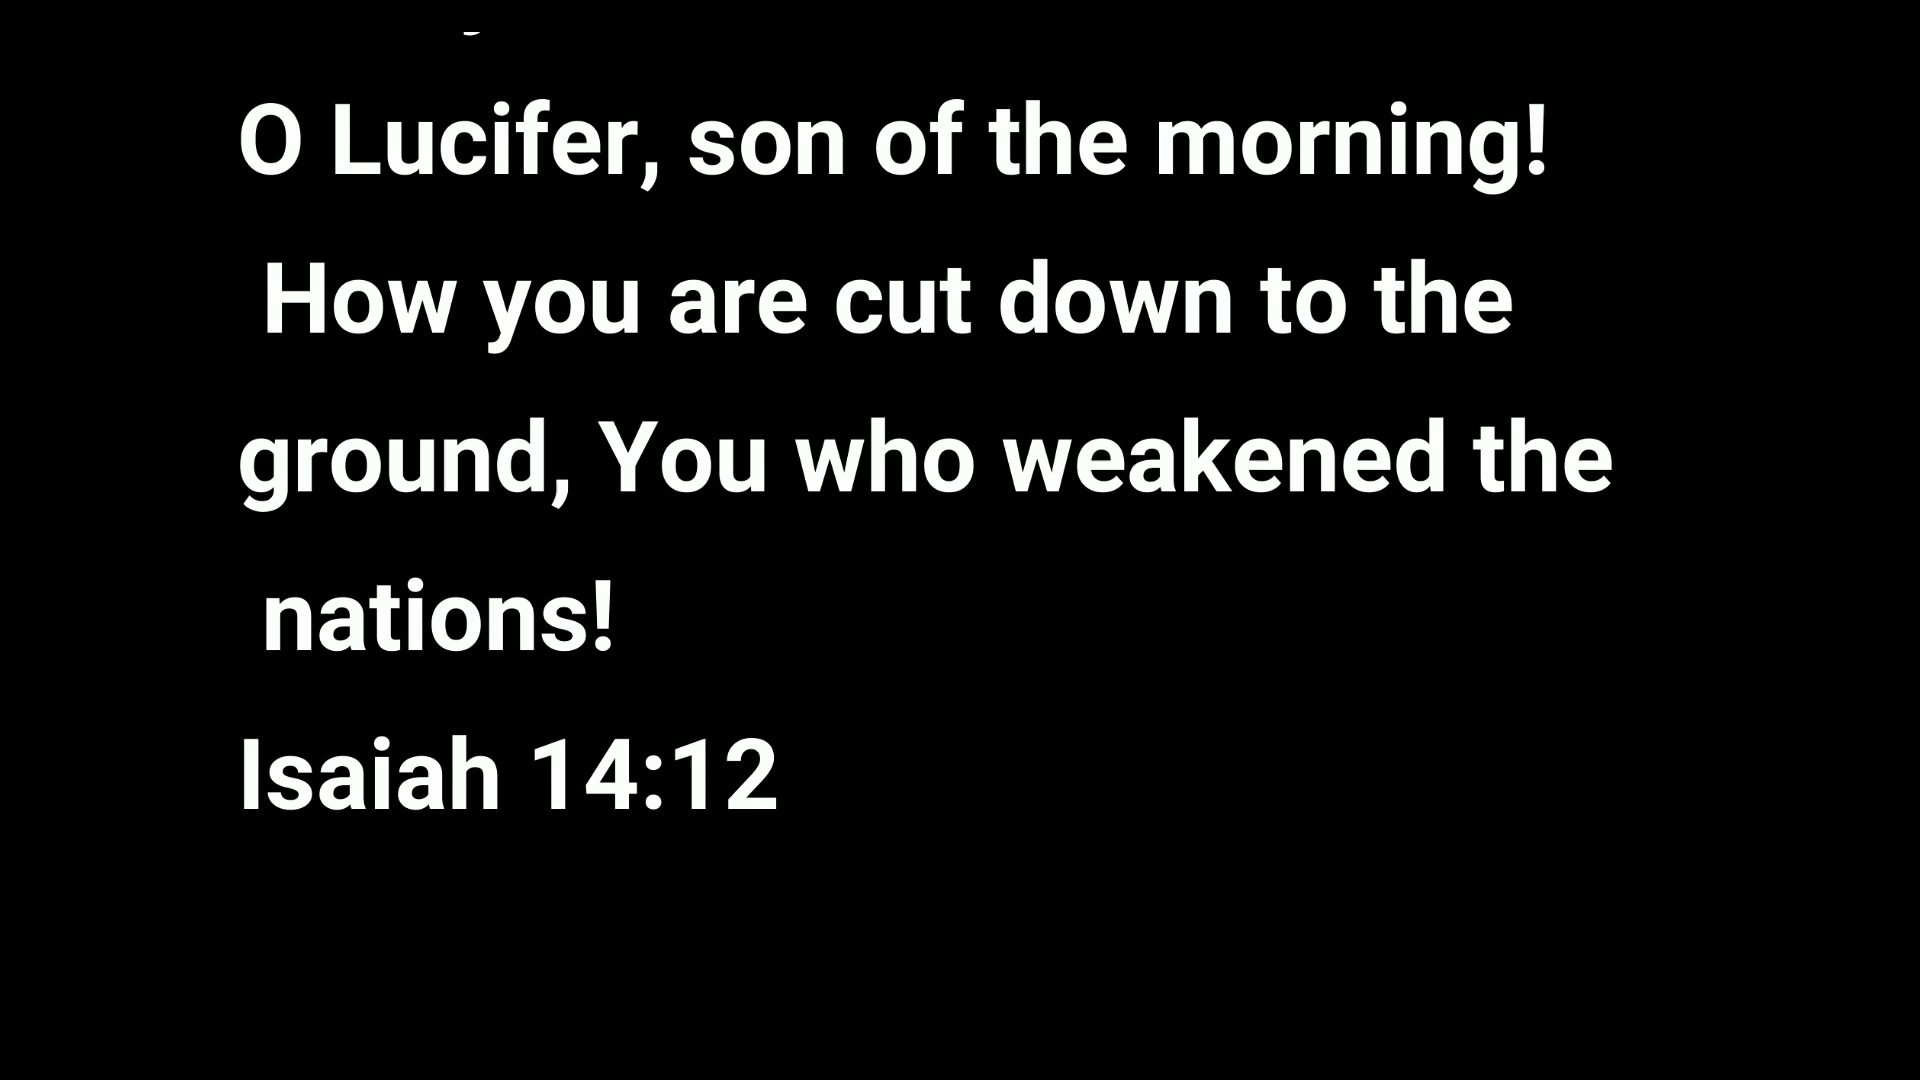 O Lucifer, son of the morning!
How you are cut down to the
ground, You who weakened the
nations!
Isaiah 14:12